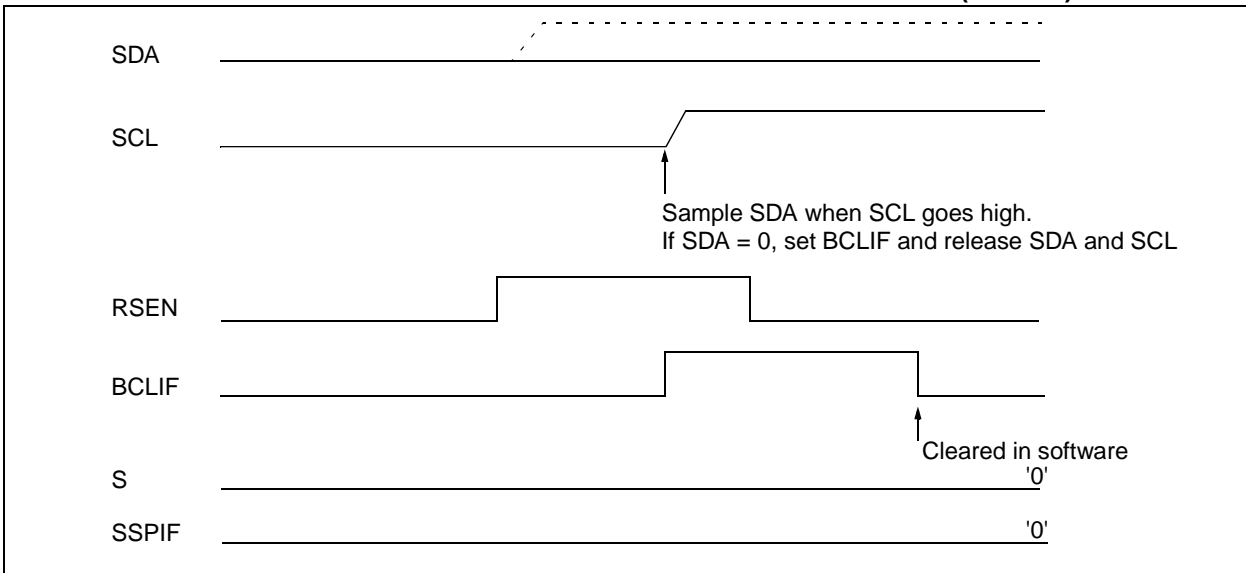 SDA
SCL
Sample SDA when SCL goes high.
If SDA = 0, set BCLIF and release SDA and SCL
RSEN
BCLIF
Cleared in software
S '0'
SSPIF '0'